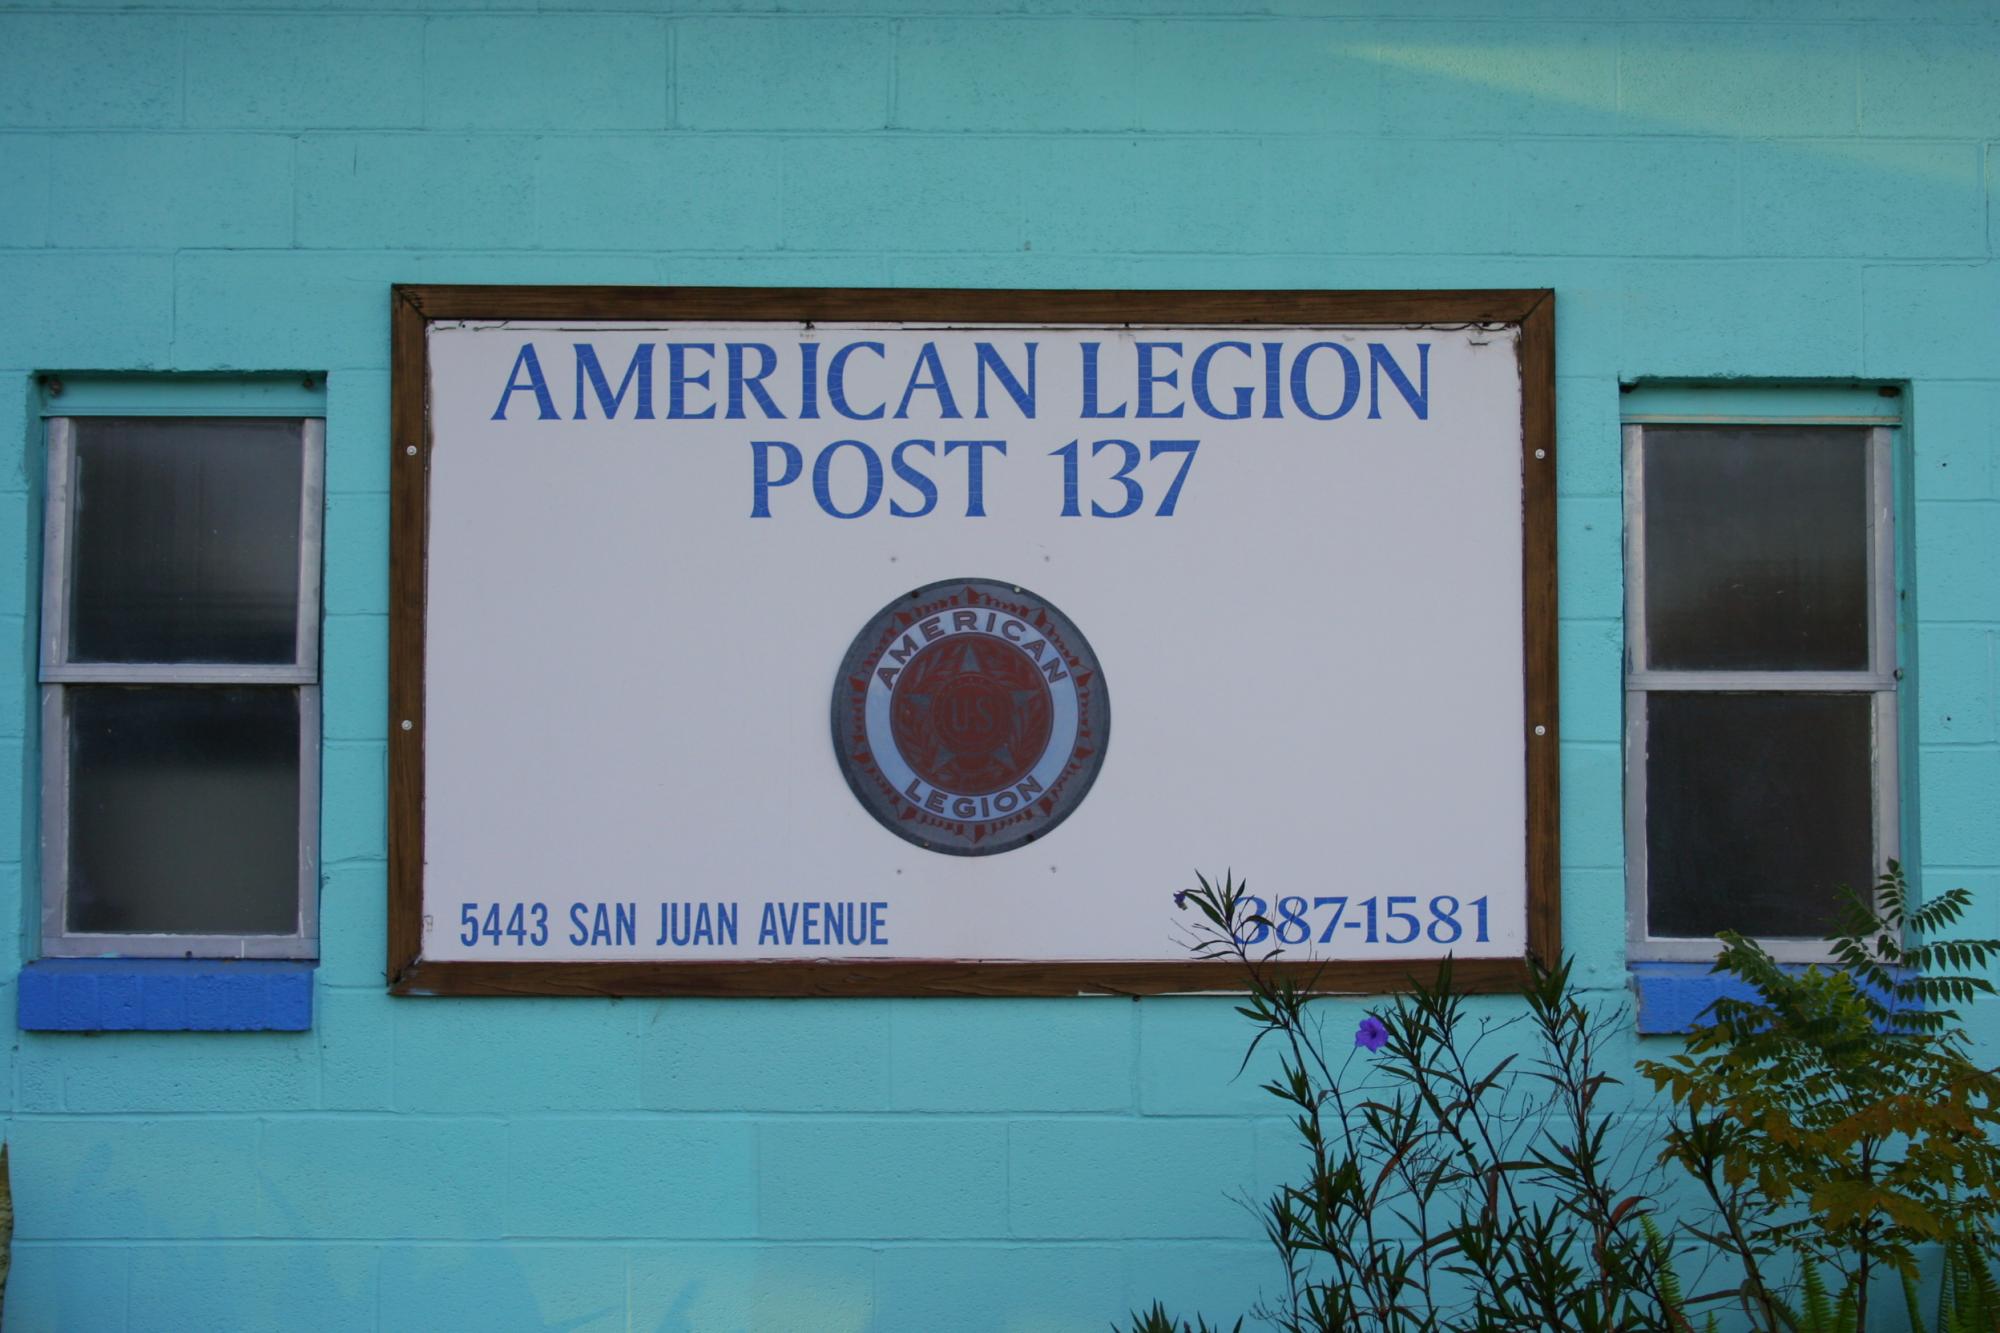 AMERICAN LEGION
POST 137
AMERICAN
U.S
LEGION
5443 SAN JUAN AVENUE
387-1581